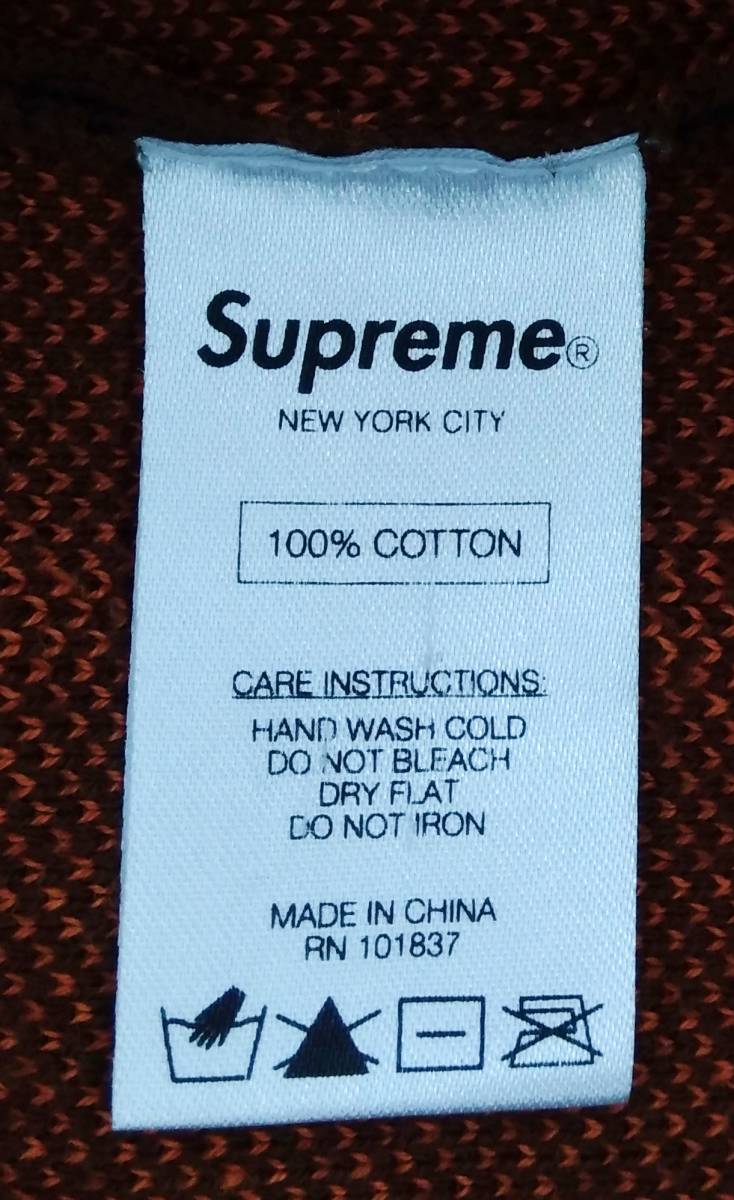 Supreme®
NEW YORK CITY
100% COTTON
CARE INSTRUCTIONS:
HAND WASH COLD
DO NOT BLEACH
DRY FLAT
DO NOT IRON
MADE IN CHINA
RN 101837